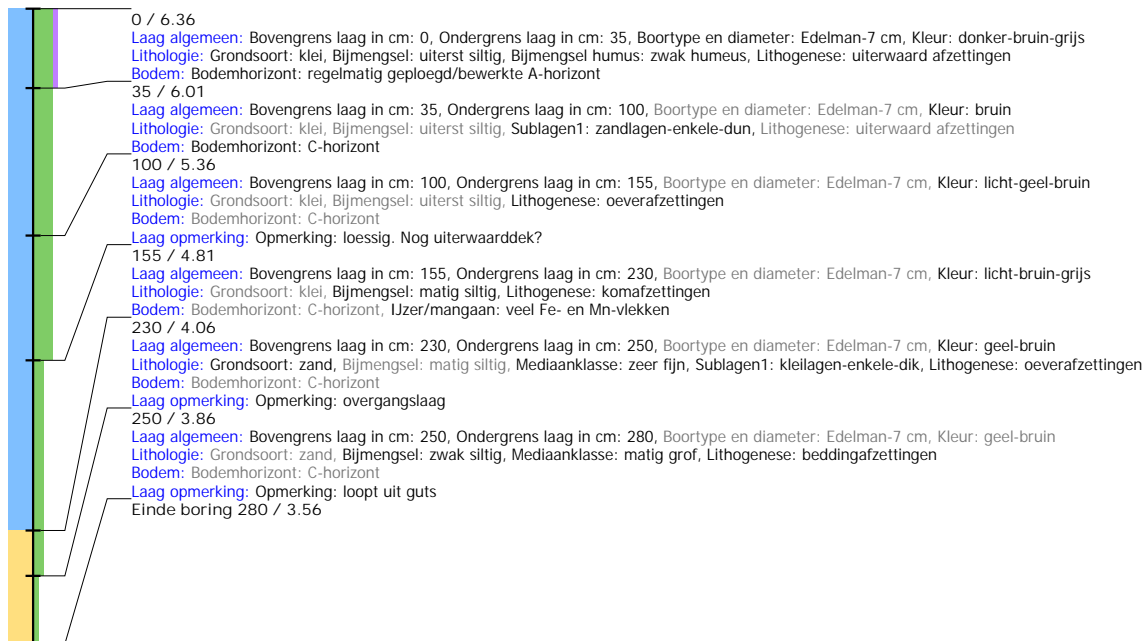 0 / 6.36
Laag algemeen: Bovengrens laag in cm: 0, Ondergrens laag in cm: 35, Boortype en diameter: Edelman-7 cm, Kleur: donker-bruin-grijs
Lithologie: Grondsoort: klei, Bijmengsel: uiterst siltig, Bijmengsel humus: zwak humeus, Lithogenese: uiterwaard afzettingen
Bodem: Bodemhorizont: regelmatig geploegd/bewerkte A-horizont
35 / 6.01
Laag algemeen: Bovengrens laag in cm: 35, Ondergrens laag in cm: 100, Boortype en diameter: Edelman-7 cm, Kleur: bruin
Lithologie: Grondsoort: klei, Bijmengsel: uiterst siltig, Sublagen1: zandlagen-enkele-dun, Lithogenese: uiterwaard afzettingen
Bodem: Bodemhorizont: C-horizont
100 / 5.36
Laag algemeen: Bovengrens laag in cm: 100, Ondergrens laag in cm: 155, Boortype en diameter: Edelman-7 cm, Kleur: licht-geel-bruin
Lithologie: Grondsoort: klei, Bijmengsel: uiterst siltig, Lithogenese: oeverafzettingen
Bodem: Bodemhorizont: C-horizont
Laag opmerking: Opmerking: loessig. Nog uiterwaarddek?
155 / 4.81
Laag algemeen: Bovengrens laag in cm: 155, Ondergrens laag in cm: 230, Boortype en diameter: Edelman-7 cm, Kleur: licht-bruin-grijs
Lithologie: Grondsoort: klei, Bijmengsel: matig siltig, Lithogenese: komafzettingen
Bodem: Bodemhorizont: C-horizont, IJzer/mangaan: veel Fe- en Mn-vlekken
230 / 4.06
Laag algemeen: Bovengrens laag in cm: 230, Ondergrens laag in cm: 250, Boortype en diameter: Edelman-7 cm, Kleur: geel-bruin
Lithologie: Grondsoort: zand, Bijmengsel: matig siltig, Mediaanklasse: zeer fijn, Sublagen1: kleilagen-enkele-dik, Lithogenese: oeverafzettingen
Bodem: Bodemhorizont: C-horizont
Laag opmerking: Opmerking: overgangslaag
250 / 3.86
Laag algemeen: Bovengrens laag in cm: 250, Ondergrens laag in cm: 280, Boortype en diameter: Edelman-7 cm, Kleur: geel-bruin
Lithologie: Grondsoort: zand, Bijmengsel: zwak siltig, Mediaanklasse: matig grof, Lithogenese: beddingafzettingen
Bodem: Bodemhorizont: C-horizont
Laag opmerking: Opmerking: loopt uit guts
Einde boring 280 / 3.56